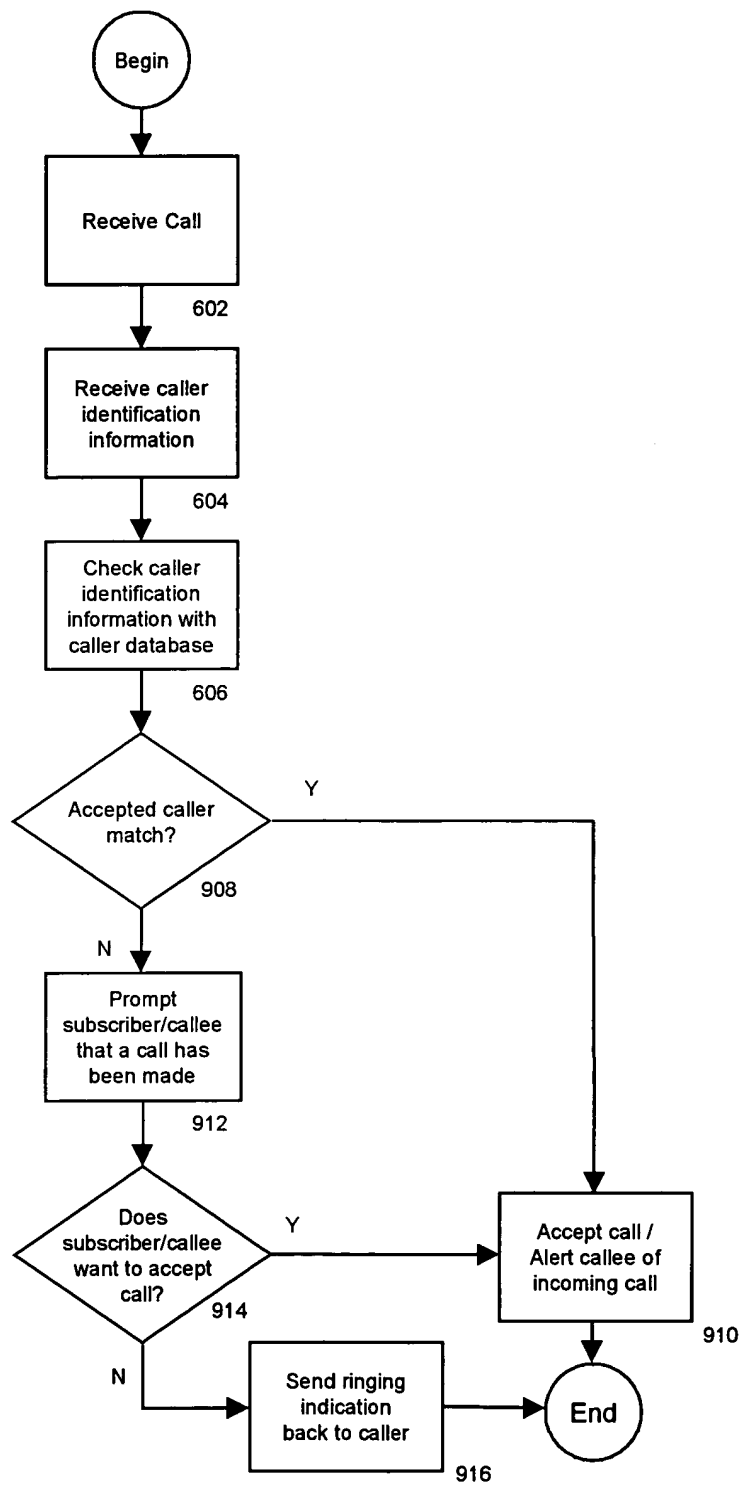 Begin
Receive Call
602
Receive caller
identification
information
604
Check caller
identification
information with
caller database
606
Accepted caller
match?
Y
908
N
Prompt
subscriber/callee
that a call has
been made
912
Does
subscriber/callee
want to accept
call?
Y
914
Accept call /
Alert callee of
incoming call
910
N
Send ringing
indication
back to caller
916
End